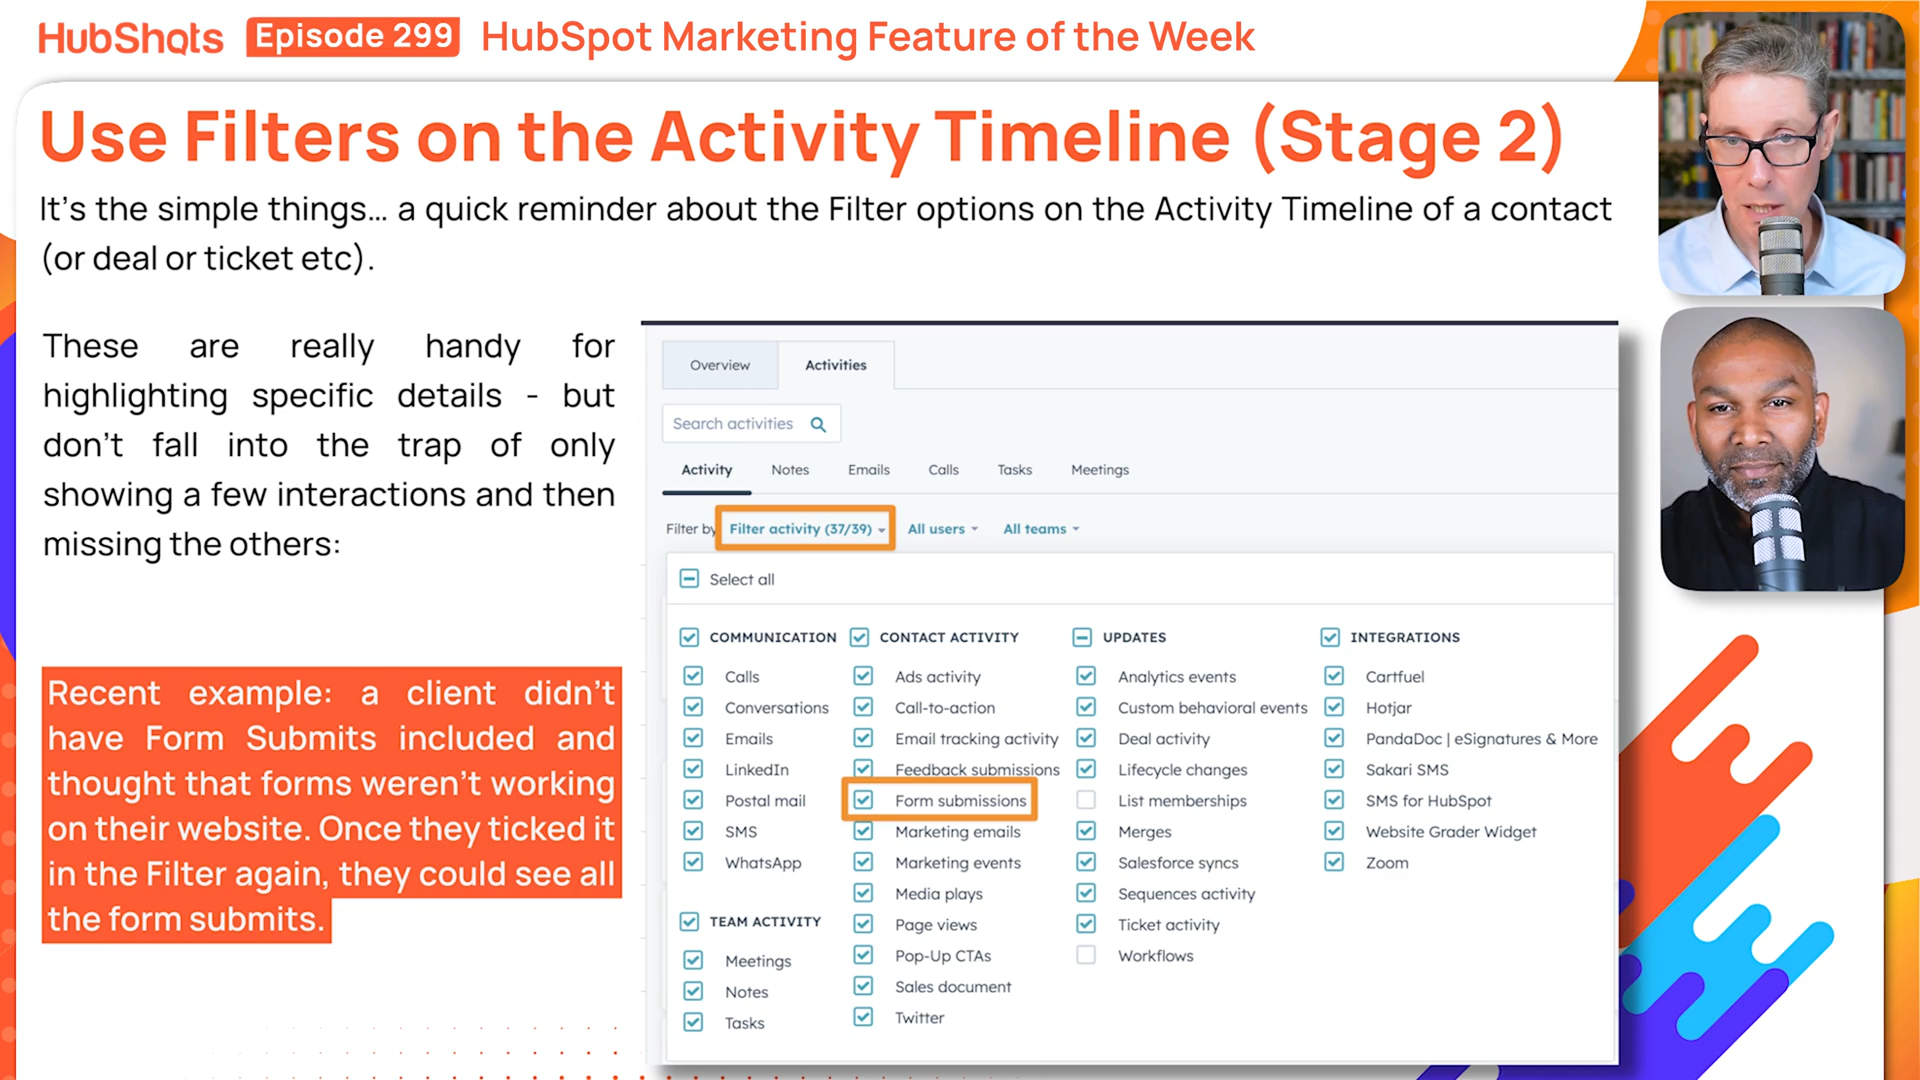 HubShots Episode 299 HubSpot Marketing Feature of the Week
Use Filters on the Activity Timeline (Stage 2)
It's the simple things... a quick reminder about the Filter options on the Activity Timeline of a contact
(or deal or ticket etc).
These are really handy for
highlighting specific details - but
don't fall into the trap of only
showing a few interactions and then
missing the others:
Recent example: a client didn't
have Form Submits included and
thought that forms weren't working
on their website. Once they ticked it
in the Filter again, they could see all
the form submits.
Overview Activities
Search activities
Activity Notes Emails Calls Tasks Meetings
Filter by Filter activity (37/39) All users All teams
Select all
COMMUNICATION
Calls
Conversations
Emails
LinkedIn
Postal mail
SMS
WhatsApp
TEAM ACTIVITY
Meetings
Notes
Tasks
CONTACT ACTIVITY
Ads activity
Call-to-action
Email tracking activity
Feedback submissions
Form submissions
Marketing emails
Marketing events
Media plays
Page views
Pop-Up CTAs
Sales document
Twitter
UPDATES
Analytics events
Custom behavioral events
Deal activity
Lifecycle changes
List memberships
Merges
Salesforce syncs
Sequences activity
Ticket activity
Workflows
INTEGRATIONS
Cartfuel
Hotjar
PandaDoc | eSignatures & More
Sakari SMS
SMS for HubSpot
Website Grader Widget
Zoom